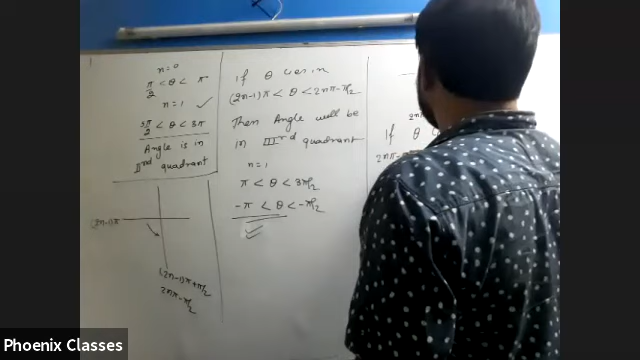 n=0
π/2 < θ < π
n=1 ✓
5π/2 < θ < 3π
Angle is in
IInd quadrant
(2n-1)π
(2n-1)π+π/2
2nπ-π/2
If θ lies in
(2n-1)π < θ < 2nπ-π/2
Then Angle will be
in IIIrd quadrant
n=1
π < θ < 3π/2
-π < θ < -π/2
2n
If θ
2nπ-
Phoenix Classes